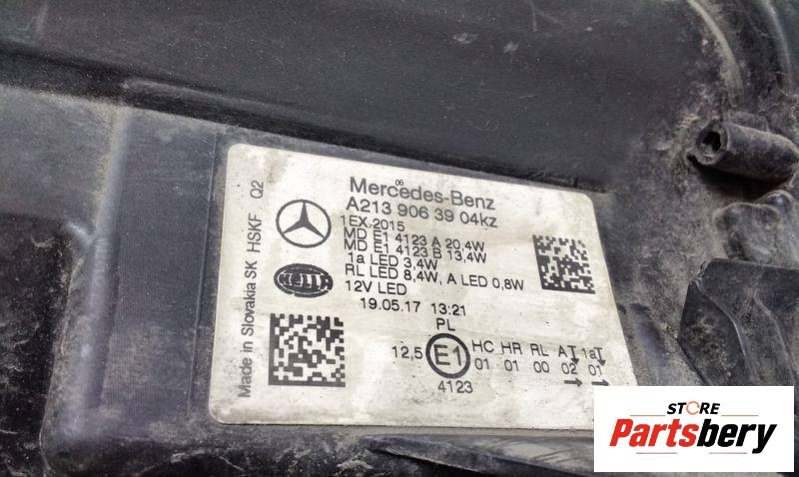 06
Mercedes-Benz
A213 906 39 04kz
1EX.2015
MD E1 4123 A 20,4W
MD E1 4123 B 13,4W
1a LED 3,4W
RL LED 8,4W, A LED 0,8W
12V LED
19.05.17 13:21
PL
12,5 E1 HC HR RL AT 1aT
01 01 00 02 01
4123
Made in Slovakia SK HSKF Q2
STORE
Partsbery